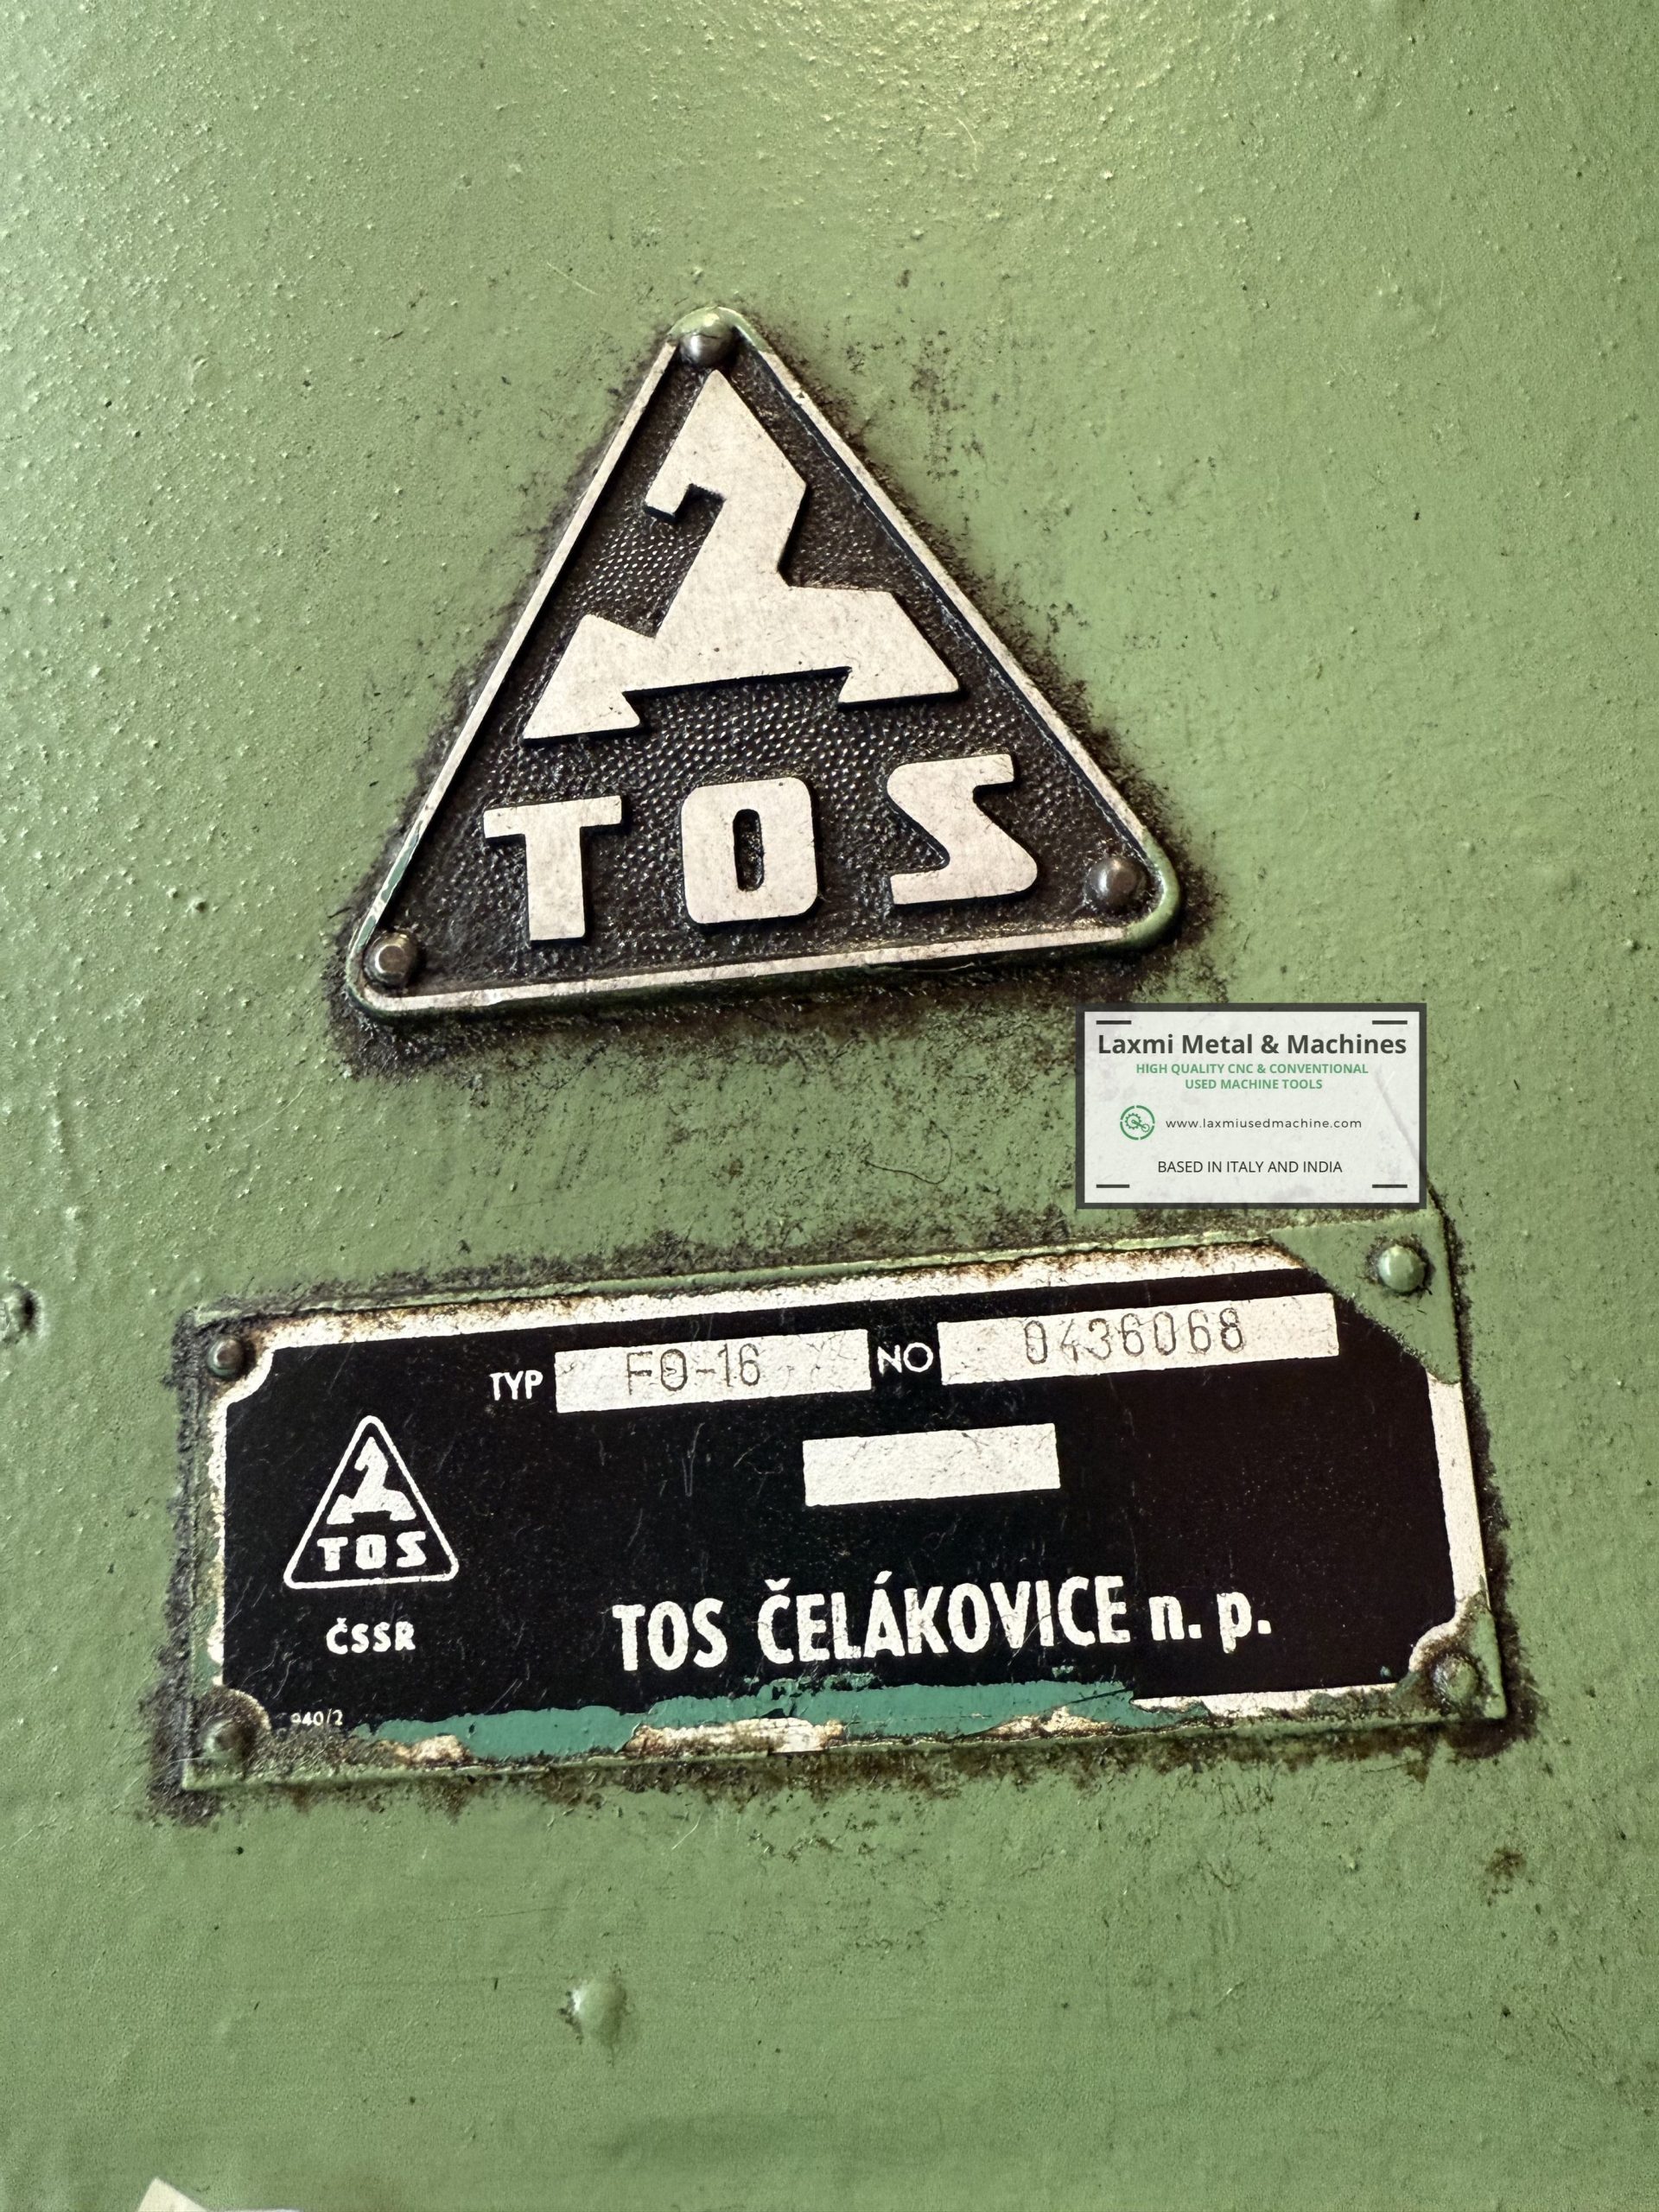 TOS
Laxmi Metal & Machines
HIGH QUALITY CNC & CONVENTIONAL
USED MACHINE TOOLS
www.laxmiusedmachine.com
BASED IN ITALY AND INDIA
TYP FO-16 NO 0436068
TOS
ČSSR
TOS ČELÁKOVICE n. p.
940/2